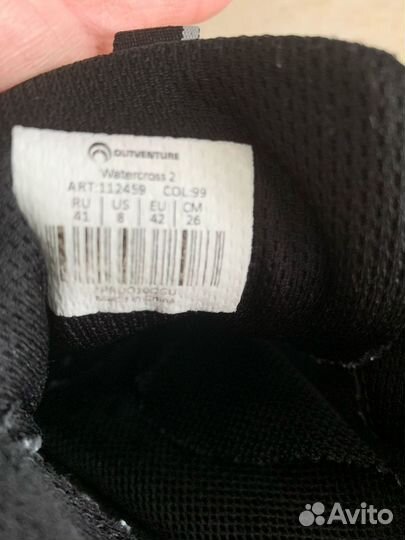 OUTVENTURE
Watercross 2
ART:112459 COL:99
RU US EU CM
41 8 42 26
Avito